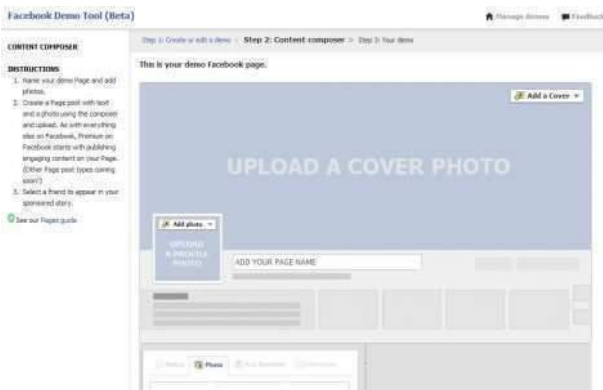 Facebook Demo Tool (Beta)
Manage demos Feedback
CONTENT COMPOSER
Step 1: Create or edit a demo > Step 2: Content composer > Step 3: Your demo
This is your demo Facebook page.
INSTRUCTIONS
1. Name your demo Page and add
photos.
2. Create a Page post with text
and a photo using the composer
and upload. As with everything
else on Facebook, Premium on
Facebook starts with publishing
engaging content on your Page.
(Other Page post types coming
soon!)
3. Select a friend to appear in your
sponsored story.
See our Pages guide
Add a Cover
UPLOAD A COVER PHOTO
Add photo
UPLOAD
A PROFILE
PHOTO
ADD YOUR PAGE NAME
Photo